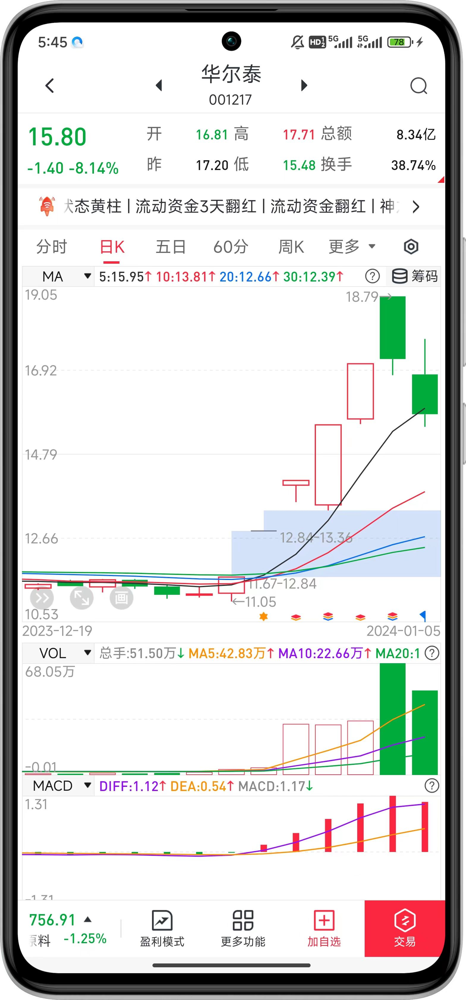 5:45 HD 1 2 5G 5G 78
华尔泰
001217
15.80 开 16.81 高 17.71 总额 8.34亿
-1.40 -8.14% 昨 17.20 低 15.48 换手 38.74%
态黄柱 | 流动资金3天翻红 | 流动资金翻红 | 神
分时 日K 五日 60分 周K 更多
MA 5:15.95↑ 10:13.81↑ 20:12.66↑ 30:12.39↑ ? 筹码
19.05
18.79→
16.92
14.79
12.66
12.84-13.36
11.67-12.84
←11.05
画
10.53
2023-12-19 2024-01-05
VOL 总手:51.50万↓ MA5:42.83万↑ MA10:22.66万↑ MA20:1 ?
68.05万
-0.01
MACD DIFF:1.12↑ DEA:0.54↑ MACD:1.17↓ ?
1.31
-1.31
756.91
料 -1.25%
盈利模式 更多功能 加自选 交易